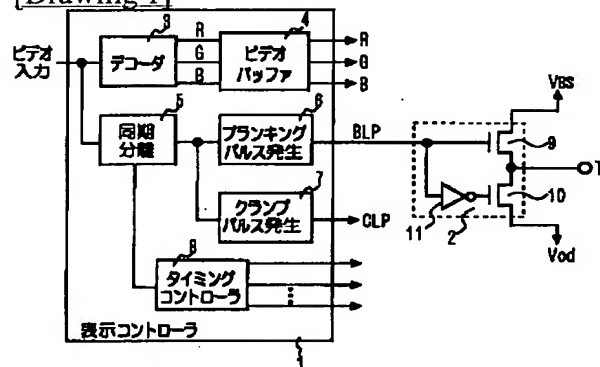 [Drawing 1]
ビデオ
入力
3
デコーダ
R
G
B
4
ビデオ
バッファ
R
G
B
5
同期
分離
6
ブランキング
パルス発生
BLP
7
クランプ
パルス発生
CLP
8
タイミング
コントローラ
表示コントローラ
1
VBS
9
T
10
11
2
Vod